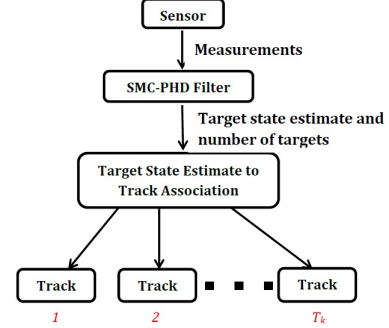 Sensor
Measurements
SMC-PHD Filter
Target state estimate and
number of targets
Target State Estimate to
Track Association
Track Track Track
1 2 Tk